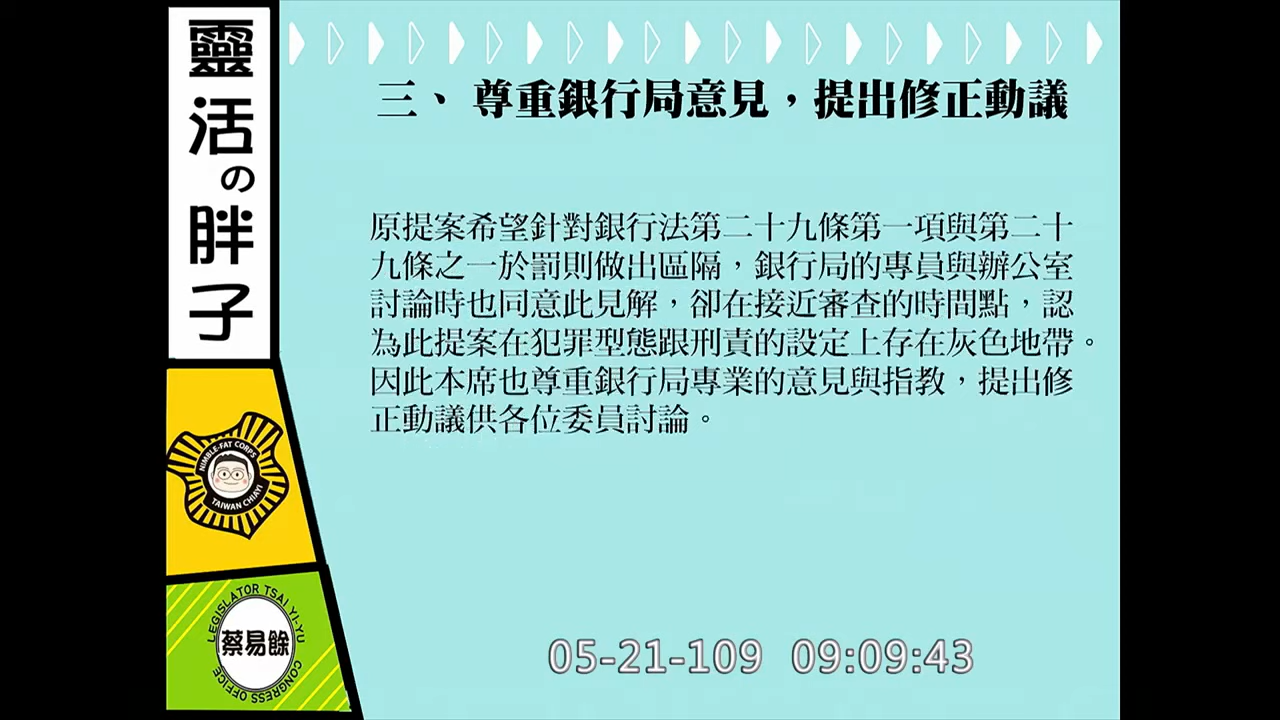 靈活の胖子
三、 尊重銀行局意見，提出修正動議
原提案希望針對銀行法第二十九條第一項與第二十
九條之一於罰則做出區隔，銀行局的專員與辦公室
討論時也同意此見解，卻在接近審查的時間點，認
為此提案在犯罪型態跟刑責的設定上存在灰色地帶。
因此本席也尊重銀行局專業的意見與指教，提出修
正動議供各位委員討論。
NIMBLE-FAT CORPS
TAIWAN CHIAYI
LEGISLATOR TSAI YI-YU
蔡易餘
CONGRESS OFFICE
05-21-109 09:09:43